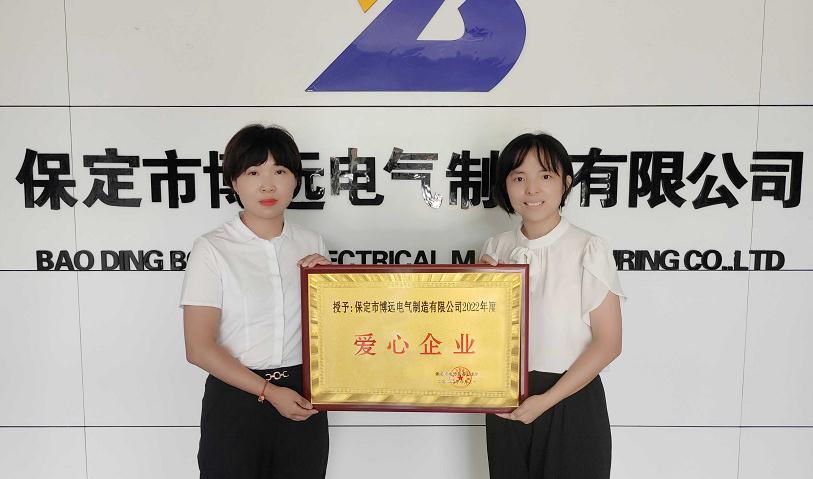 保定市博远电气制 有限公司
BAO DING BO ECTRICAL M URING CO.,LTD
授予:保定市博远电气制造有限公司2022年度
爱心企业